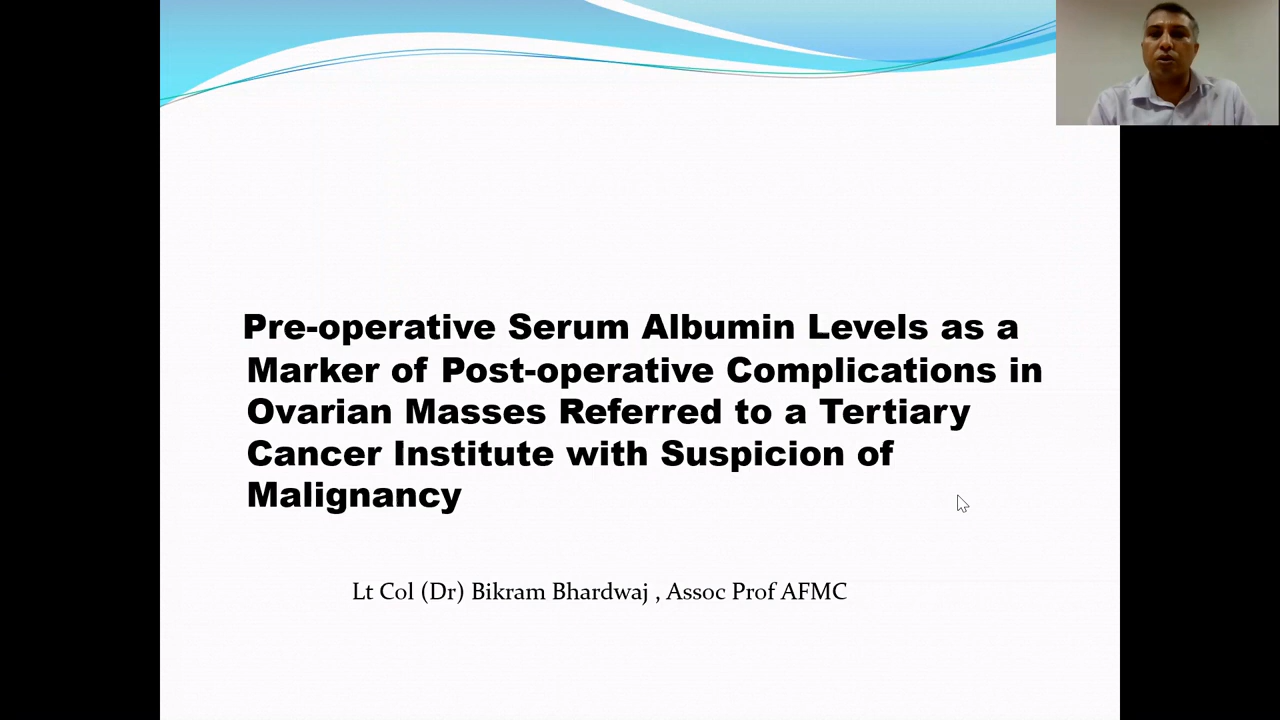 Pre-operative Serum Albumin Levels as a
Marker of Post-operative Complications in
Ovarian Masses Referred to a Tertiary
Cancer Institute with Suspicion of
Malignancy
Lt Col (Dr) Bikram Bhardwaj , Assoc Prof AFMC